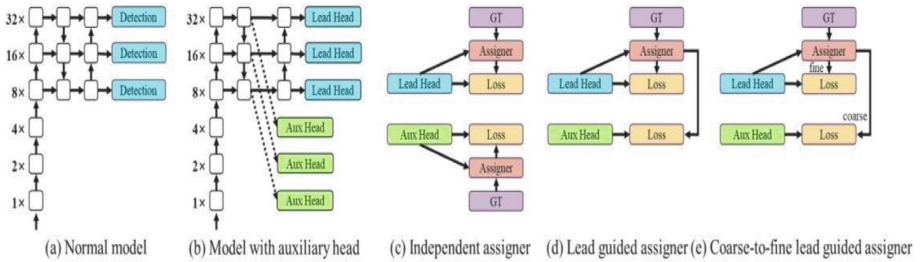 32× Detection
16× Detection
8× Detection
4×
2×
1×
(a) Normal model
32× Lead Head
16× Lead Head
8× Lead Head
4× Aux Head
2× Aux Head
1× Aux Head
(b) Model with auxiliary head
GT
Assigner
Lead Head Loss
Aux Head Loss
Assigner
GT
(c) Independent assigner
GT
Assigner
Lead Head Loss
Aux Head Loss
(d) Lead guided assigner
GT
Assigner
fine
Lead Head Loss
coarse
Aux Head Loss
(e) Coarse-to-fine lead guided assigner